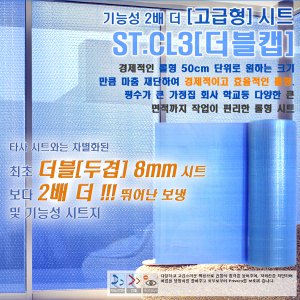 기능성 2배 더 [고급형] 시트
ST.CL3[더블캡]
경제적인 롤형 50cm 단위로 원하는 크기
만큼 마춤 재단하여 경제적이고 효율적인
평수가 큰 가정집 회사 학교등 다양한 큰
면적까지 작업이 편리한 롤형 시트
타사 시트와는 차별화된
최초 더블[두겹] 8mm 시트
보다 2배 더 !!! 뛰어난 보냉
및 기능성 시트지